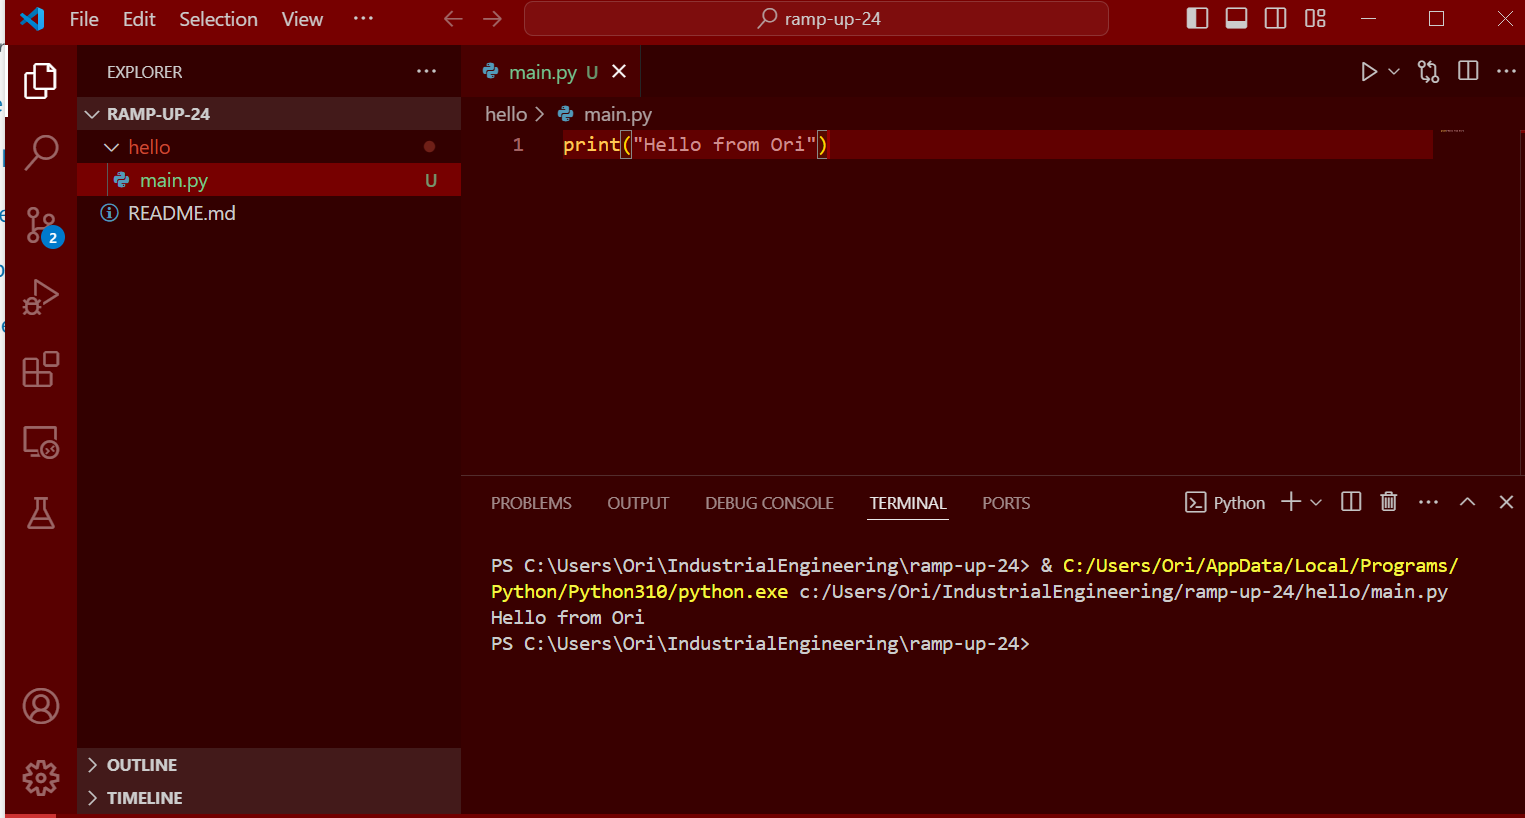 File Edit Selection View ···
ramp-up-24
EXPLORER ···
RAMP-UP-24
hello
main.py U
README.md
2
OUTLINE
TIMELINE
main.py U
hello > main.py
1 print("Hello from Ori")
PROBLEMS OUTPUT DEBUG CONSOLE TERMINAL PORTS Python
PS C:\Users\Ori\IndustrialEngineering\ramp-up-24> & C:/Users/Ori/AppData/Local/Programs/
Python/Python310/python.exe c:/Users/Ori/IndustrialEngineering/ramp-up-24/hello/main.py
Hello from Ori
PS C:\Users\Ori\IndustrialEngineering\ramp-up-24>